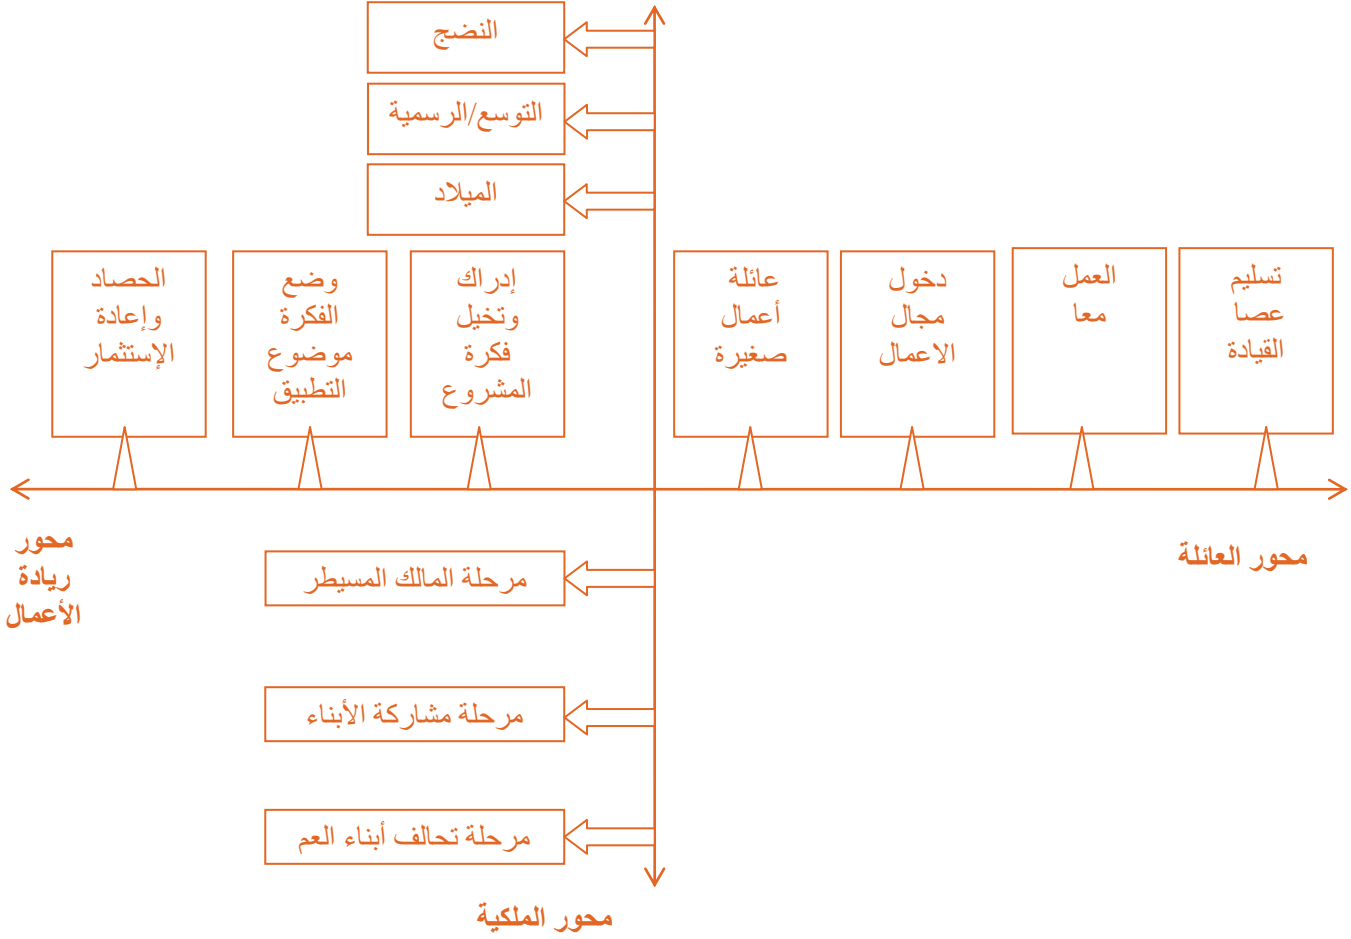 النضج
التوسع/الرسمية
الميلاد
تسليم
عصا
القيادة
العمل
معا
دخول
مجال
الاعمال
عائلة
أعمال
صغيرة
إدراك
وتخيل
فكرة
المشروع
وضع
الفكرة
موضوع
التطبيق
الحصاد
وإعادة
الإستثمار
محور العائلة
محور
ريادة
الأعمال
مرحلة المالك المسيطر
مرحلة مشاركة الأبناء
مرحلة تحالف أبناء العم
محور الملكية